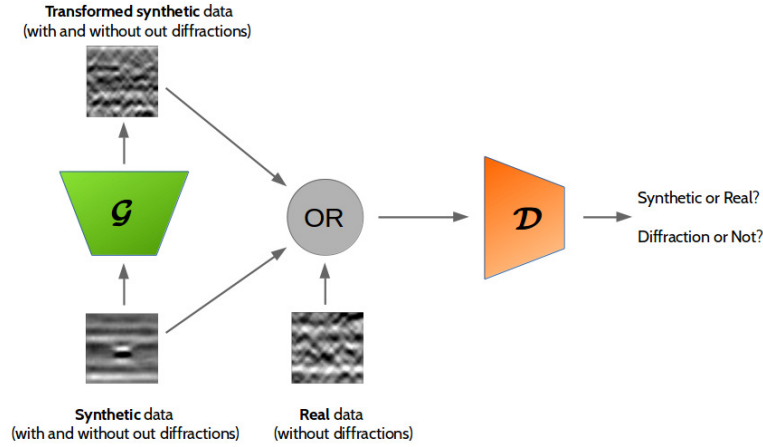 Transformed synthetic data
(with and without out diffractions)
G
OR
D
Synthetic or Real?
Diffraction or Not?
Synthetic data
(with and without out diffractions)
Real data
(without diffractions)